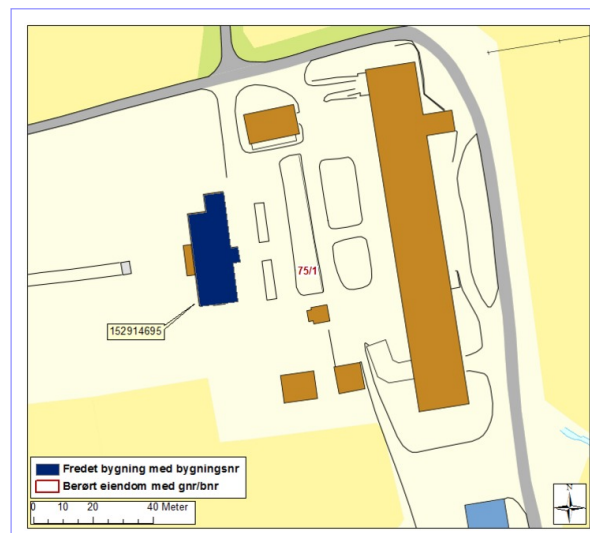 75/1
152914695
Fredet bygning med bygningsnr
Berørt eiendom med gnr/bnr
0 10 20 40 Meter
N